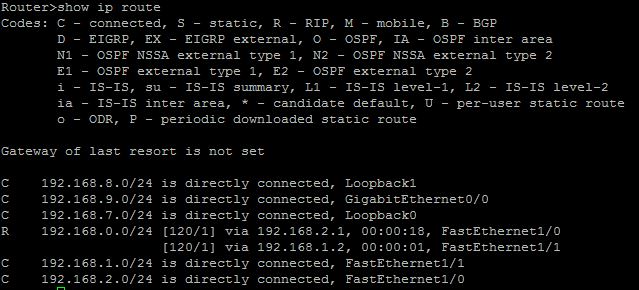 Router>show ip route
Codes: C - connected, S - static, R - RIP, M - mobile, B - BGP
       D - EIGRP, EX - EIGRP external, O - OSPF, IA - OSPF inter area
       N1 - OSPF NSSA external type 1, N2 - OSPF NSSA external type 2
       E1 - OSPF external type 1, E2 - OSPF external type 2
       i - IS-IS, su - IS-IS summary, L1 - IS-IS level-1, L2 - IS-IS level-2
       ia - IS-IS inter area, * - candidate default, U - per-user static route
       o - ODR, P - periodic downloaded static route
Gateway of last resort is not set
C    192.168.8.0/24 is directly connected, Loopback1
C    192.168.9.0/24 is directly connected, GigabitEthernet0/0
C    192.168.7.0/24 is directly connected, Loopback0
R    192.168.0.0/24 [120/1] via 192.168.2.1, 00:00:18, FastEthernet1/0
                    [120/1] via 192.168.1.2, 00:00:01, FastEthernet1/1
C    192.168.1.0/24 is directly connected, FastEthernet1/1
C    192.168.2.0/24 is directly connected, FastEthernet1/0